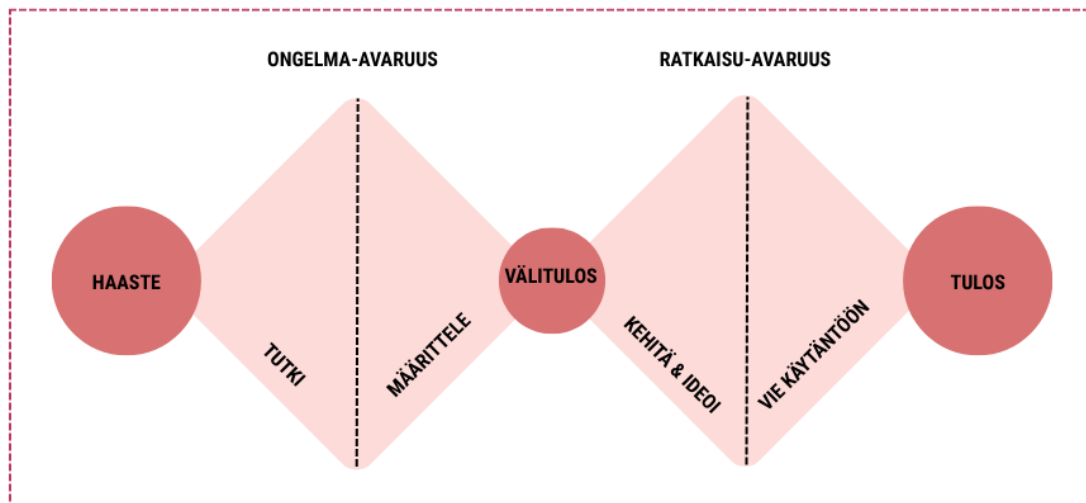 ONGELMA-AVARUUS
RATKAISU-AVARUUS
HAASTE
TUTKI
MÄÄRITTELE
VÄLITULOS
KEHITÄ & IDEOI
VIE KÄYTÄNTÖÖN
TULOS